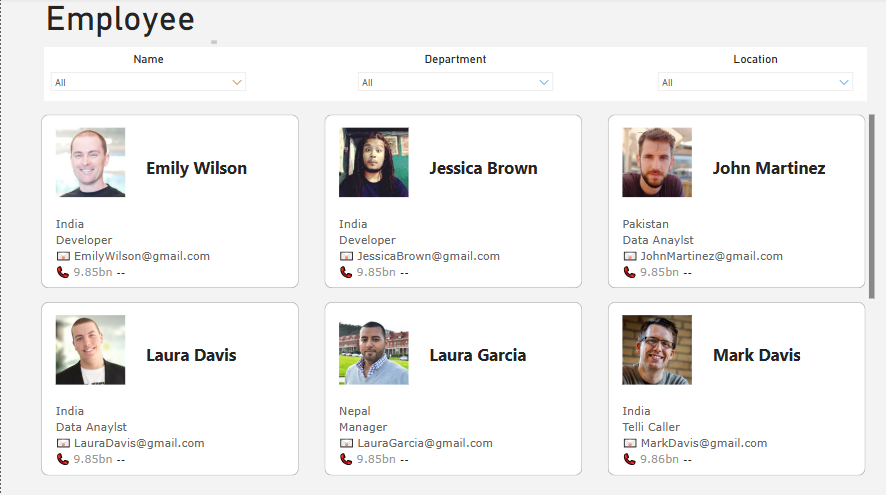 Employee
Name Department Location
All All All
Emily Wilson
India
Developer
EmilyWilson@gmail.com
9.85bn --
Jessica Brown
India
Developer
JessicaBrown@gmail.com
9.85bn --
John Martinez
Pakistan
Data Anaylst
JohnMartinez@gmail.com
9.85bn --
Laura Davis
India
Data Anaylst
LauraDavis@gmail.com
9.85bn --
Laura Garcia
Nepal
Manager
LauraGarcia@gmail.com
9.85bn --
Mark Davis
India
Telli Caller
MarkDavis@gmail.com
9.86bn --